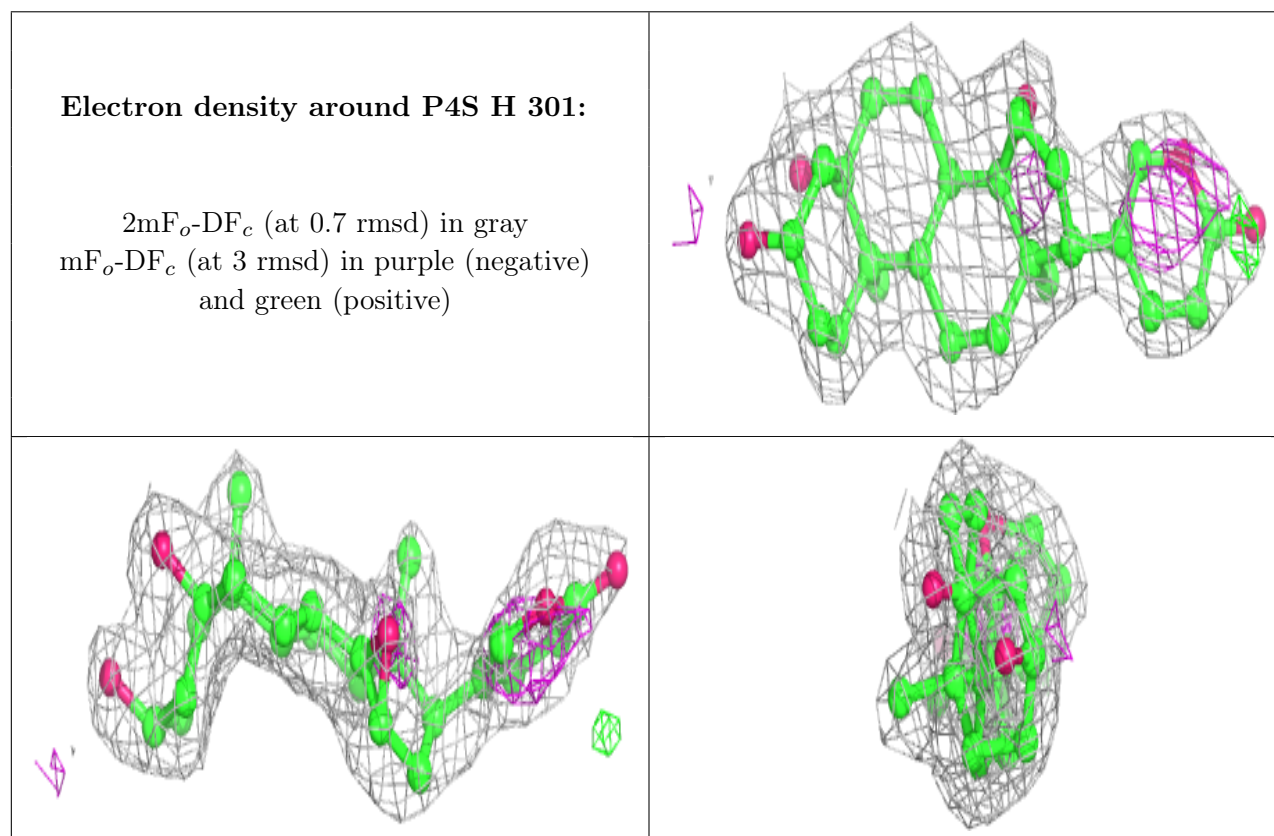 Electron density around P4S H 301:
2mFₒ-DF𝒸 (at 0.7 rmsd) in gray
mFₒ-DF𝒸 (at 3 rmsd) in purple (negative)
and green (positive)